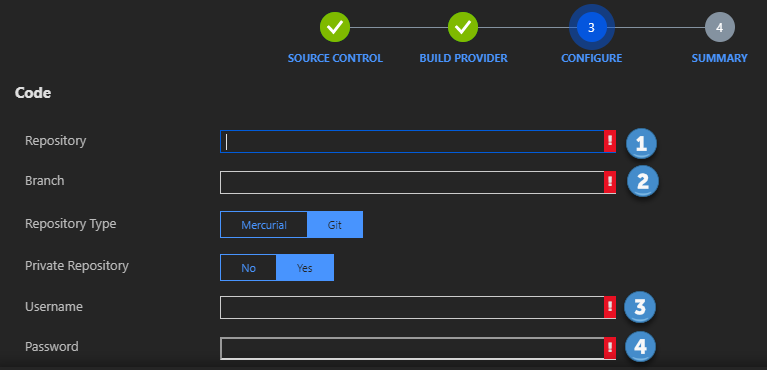 3
4
SOURCE CONTROL
BUILD PROVIDER
CONFIGURE
SUMMARY
Code
Repository
!
1
Branch
!
2
Repository Type
Mercurial
Git
Private Repository
No
Yes
Username
!
3
Password
!
4